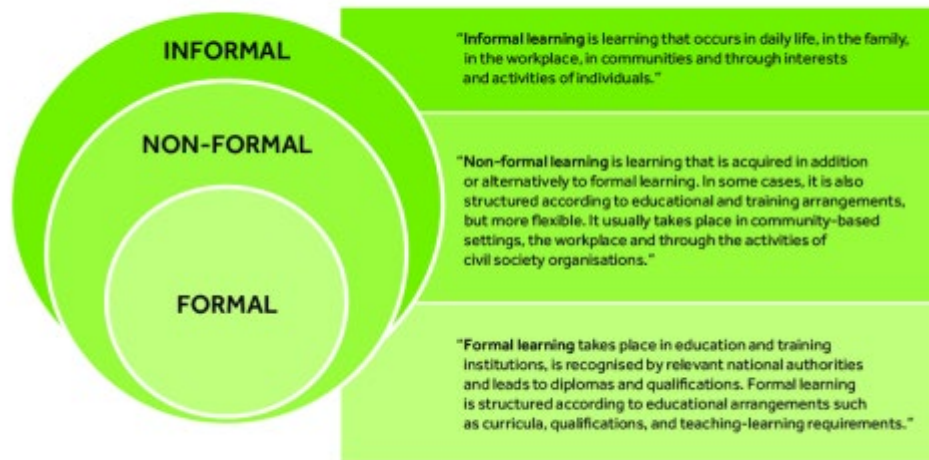 INFORMAL
"Informal learning is learning that occurs in daily life, in the family,
in the workplace, in communities and through interests
and activities of individuals."
NON-FORMAL
"Non-formal learning is learning that is acquired in addition
or alternatively to formal learning. In some cases, it is also
structured according to educational and training arrangements,
but more flexible. It usually takes place in community-based
settings, the workplace and through the activities of
civil society organisations."
FORMAL
"Formal learning takes place in education and training
institutions, is recognised by relevant national authorities
and leads to diplomas and qualifications. Formal learning
is structured according to educational arrangements such
as curricula, qualifications, and teaching-learning requirements."